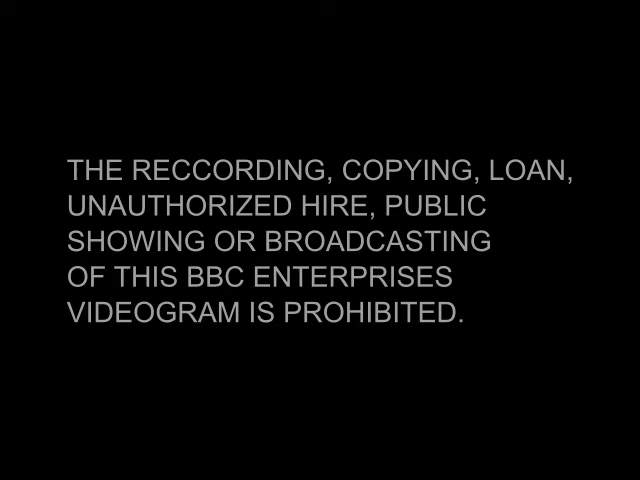 THE RECCORDING, COPYING, LOAN,
UNAUTHORIZED HIRE, PUBLIC
SHOWING OR BROADCASTING
OF THIS BBC ENTERPRISES
VIDEOGRAM IS PROHIBITED.